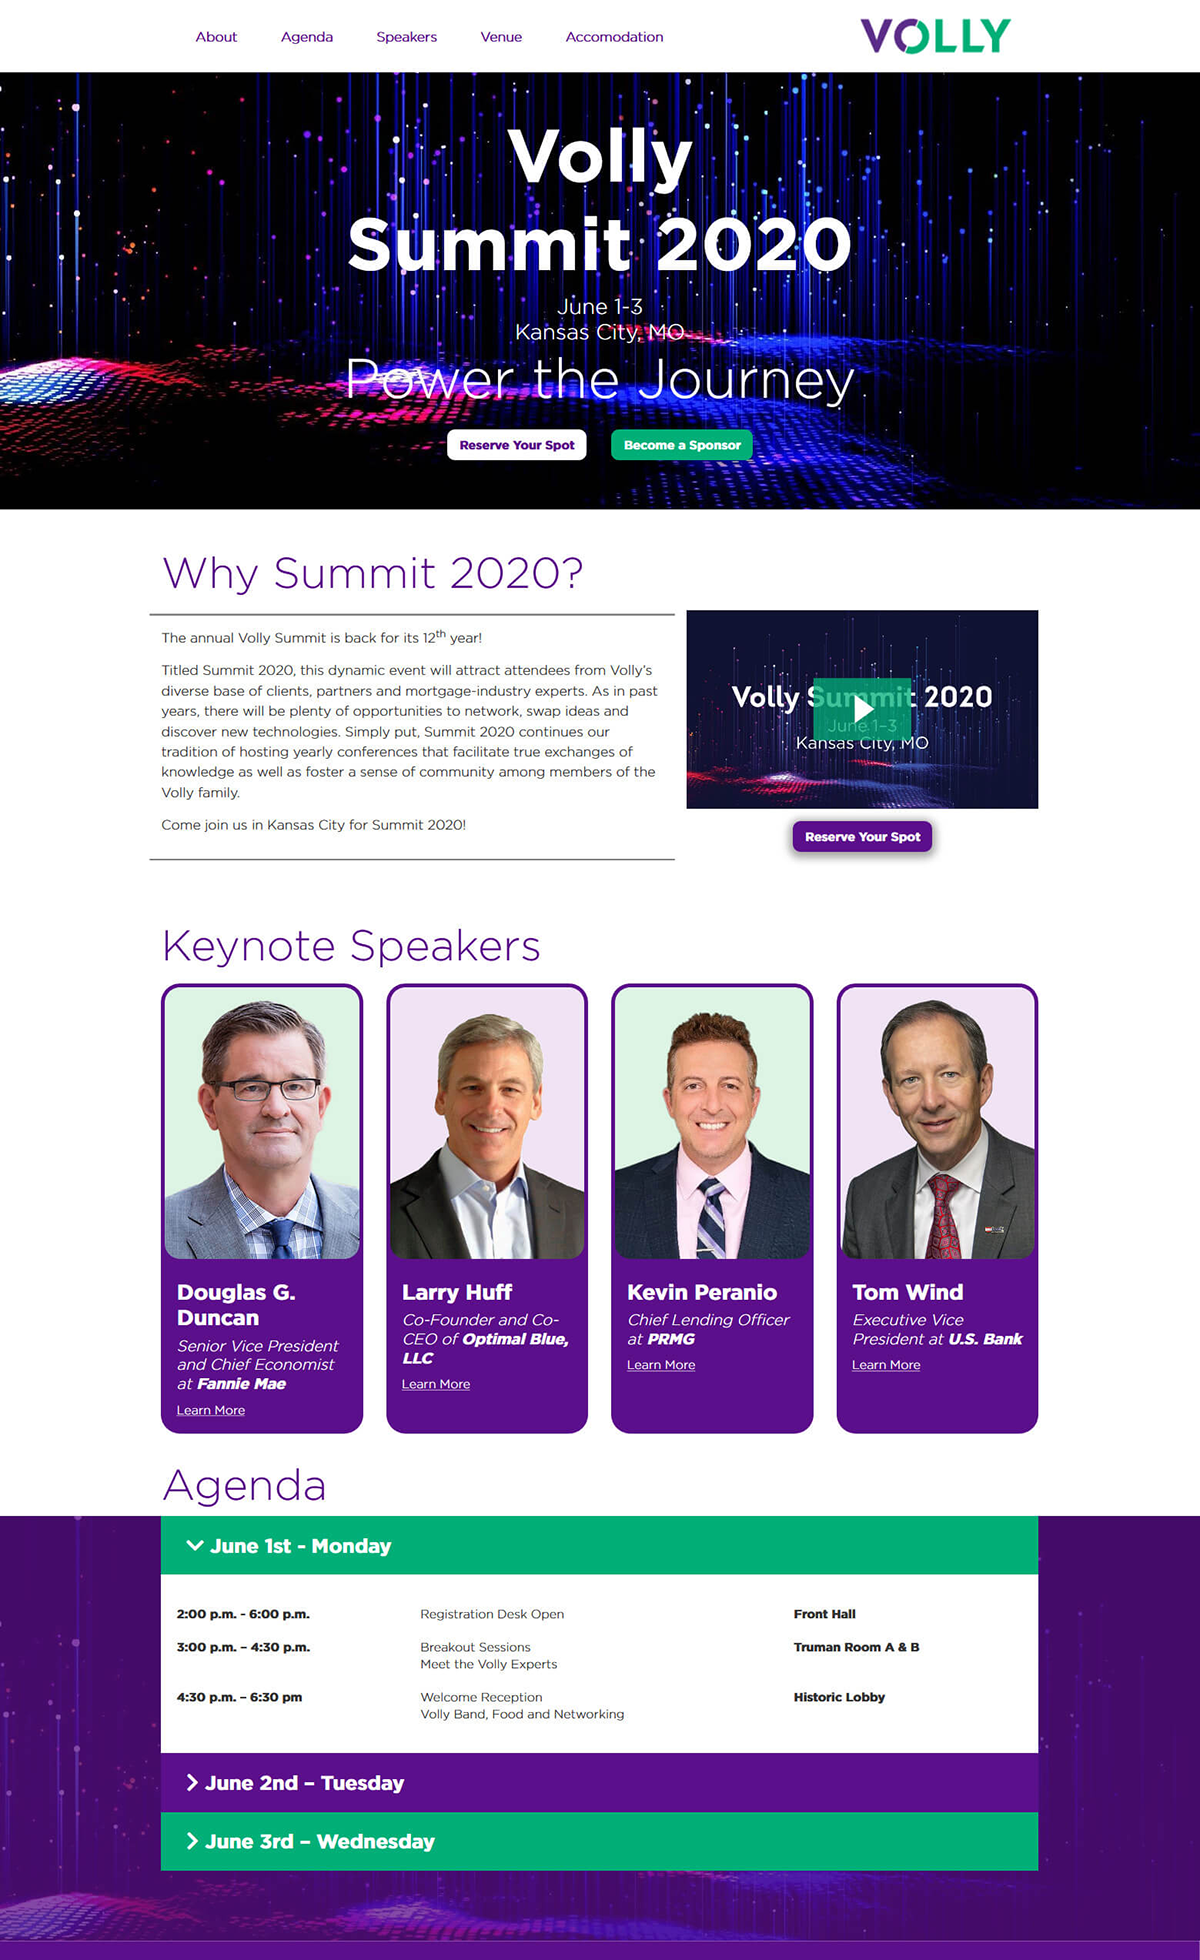 About Agenda Speakers Venue Accomodation VOLLY
Volly
Summit 2020
June 1-3
Kansas City, MO
Power the Journey
Reserve Your Spot Become a Sponsor
Why Summit 2020?
The annual Volly Summit is back for its 12th year!
Titled Summit 2020, this dynamic event will attract attendees from Volly's
diverse base of clients, partners and mortgage-industry experts. As in past
years, there will be plenty of opportunities to network, swap ideas and
discover new technologies. Simply put, Summit 2020 continues our
tradition of hosting yearly conferences that facilitate true exchanges of
knowledge as well as foster a sense of community among members of the
Volly family.
Come join us in Kansas City for Summit 2020!
Volly Summit 2020
June 1-3
Kansas City, MO
Reserve Your Spot
Keynote Speakers
Douglas G.
Duncan
Senior Vice President
and Chief Economist
at Fannie Mae
Learn More
Larry Huff
Co-Founder and Co-
CEO of Optimal Blue,
LLC
Learn More
Kevin Peranio
Chief Lending Officer
at PRMG
Learn More
Tom Wind
Executive Vice
President at U.S. Bank
Learn More
Agenda
June 1st - Monday
2:00 p.m. - 6:00 p.m. Registration Desk Open Front Hall
3:00 p.m. – 4:30 p.m. Breakout Sessions Truman Room A & B
Meet the Volly Experts
4:30 p.m. – 6:30 pm Welcome Reception Historic Lobby
Volly Band, Food and Networking
June 2nd – Tuesday
June 3rd – Wednesday